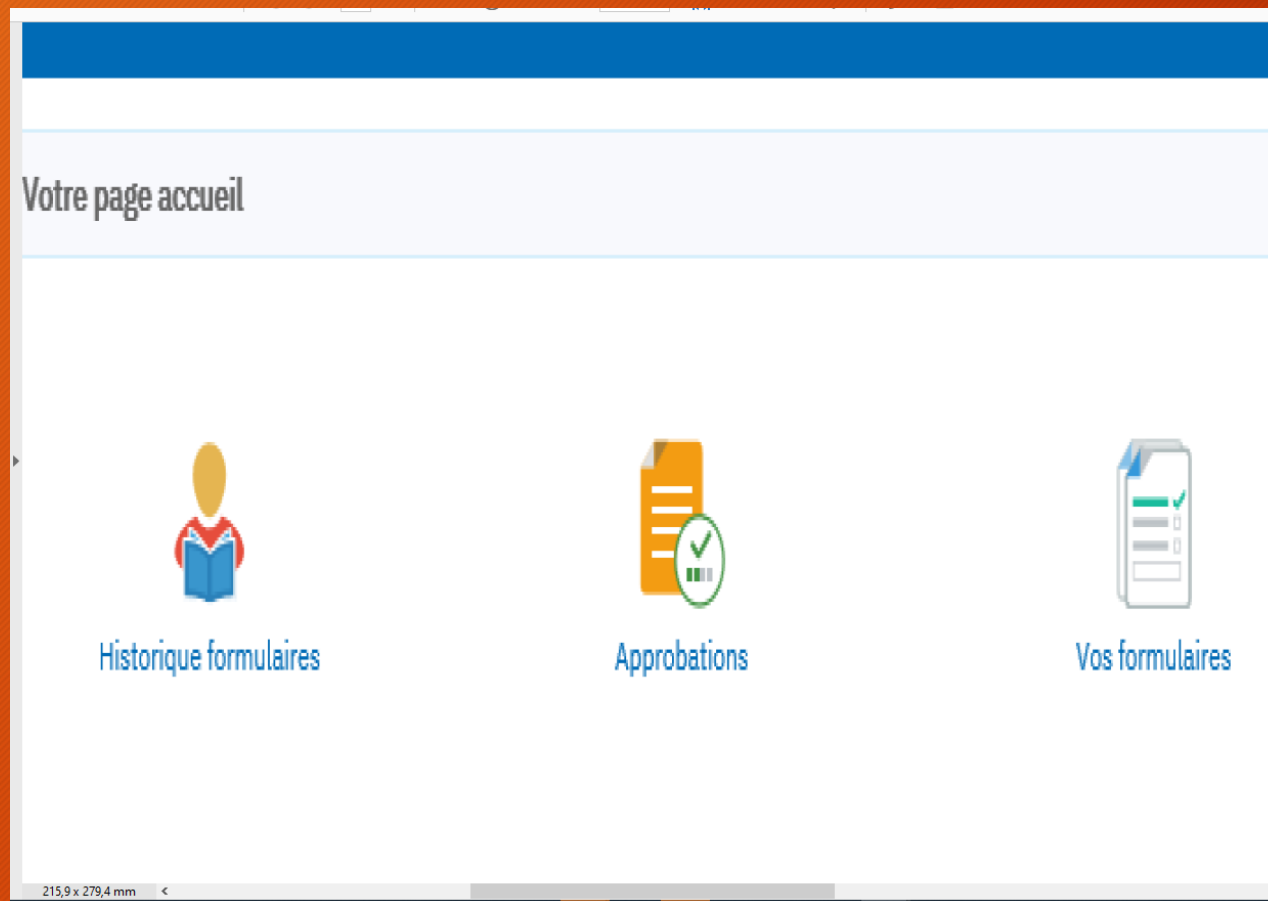 Votre page accueil
Historique formulaires
Approbations
Vos formulaires
215,9 x 279,4 mm